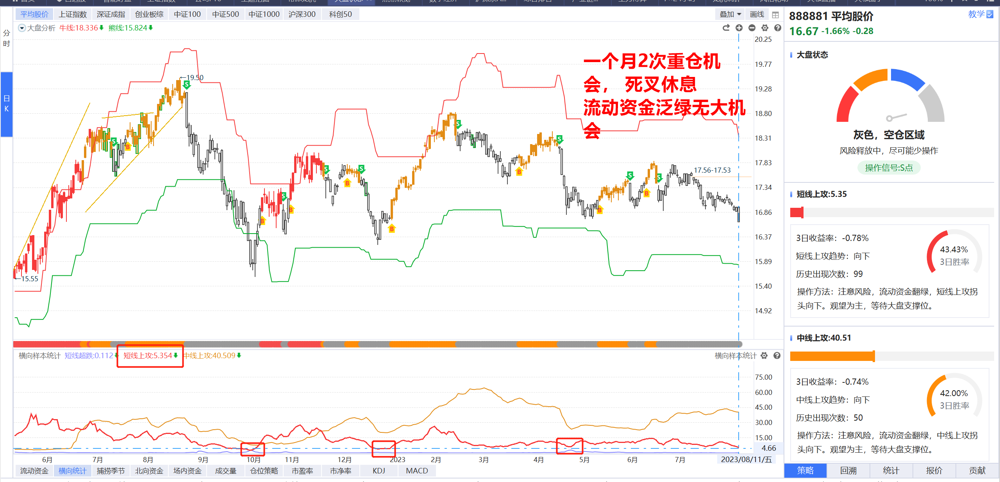 平均股价 上证指数 深证成指 创业板综 中证100 中证500 中证1000 沪深300 科创50 叠加 画线
大盘分析 牛线:18.336 熊线:15.824
分时
日K
一个月2次重仓机
会， 死叉休息
流动资金泛绿无大机
会
←19.50
←15.55
17.56-17.53
S
B
S
S
B
S
B
S
B
S
B
S
B
S
B
S
B
S
20.25
19.77
19.28
18.80
18.31
17.83
17.34
16.86
16.37
15.89
15.40
14.92
横向样本统计 短线超跌:0.112 短线上攻:5.354 中线上攻:40.509 横向样本统计
75.00
60.00
45.00
30.00
15.00
4.66
6月 7月 8月 9月 10月 11月 12月 2023 2月 3月 4月 5月 6月 7月 2023/08/11/五
流动资金 横向统计 捕捞季节 北向资金 场内资金 成交量 仓位策略 市盈率 市净率 KDJ MACD
888881 平均股价 教学
16.67 -1.66% -0.28
大盘状态
灰色，空仓区域
风险释放中，尽可能少操作
操作信号:S点
短线上攻:5.35
3日收益率：-0.78%
短线上攻趋势：向下
历史出现次数：99
43.43%
3日胜率
操作方法：注意风险，流动资金翻绿，短线上攻拐
头向下。观望为主，等待大盘支撑位。
中线上攻:40.51
3日收益率：-0.74%
中线上攻趋势：向下
历史出现次数：50
42.00%
3日胜率
操作方法：注意风险，流动资金翻绿，中线上攻拐
头向下。观望为主，等待大盘支撑位。
策略 回溯 统计 报价 贡献